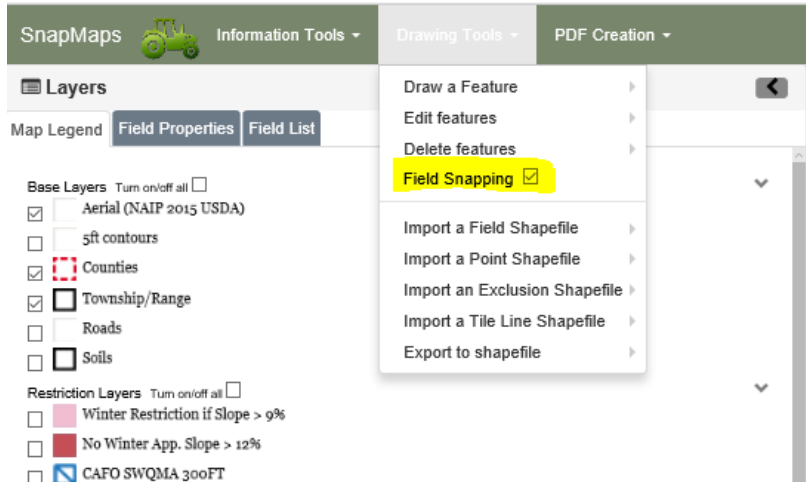 SnapMaps Information Tools Drawing Tools PDF Creation
Layers
Map Legend Field Properties Field List
Draw a Feature
Edit features
Delete features
Field Snapping
Import a Field Shapefile
Import a Point Shapefile
Import an Exclusion Shapefile
Import a Tile Line Shapefile
Export to shapefile
Base Layers Turn on/off all
Aerial (NAIP 2015 USDA)
5ft contours
Counties
Township/Range
Roads
Soils
Restriction Layers Turn on/off all
Winter Restriction if Slope > 9%
No Winter App. Slope > 12%
CAFO SWQMA 300FT